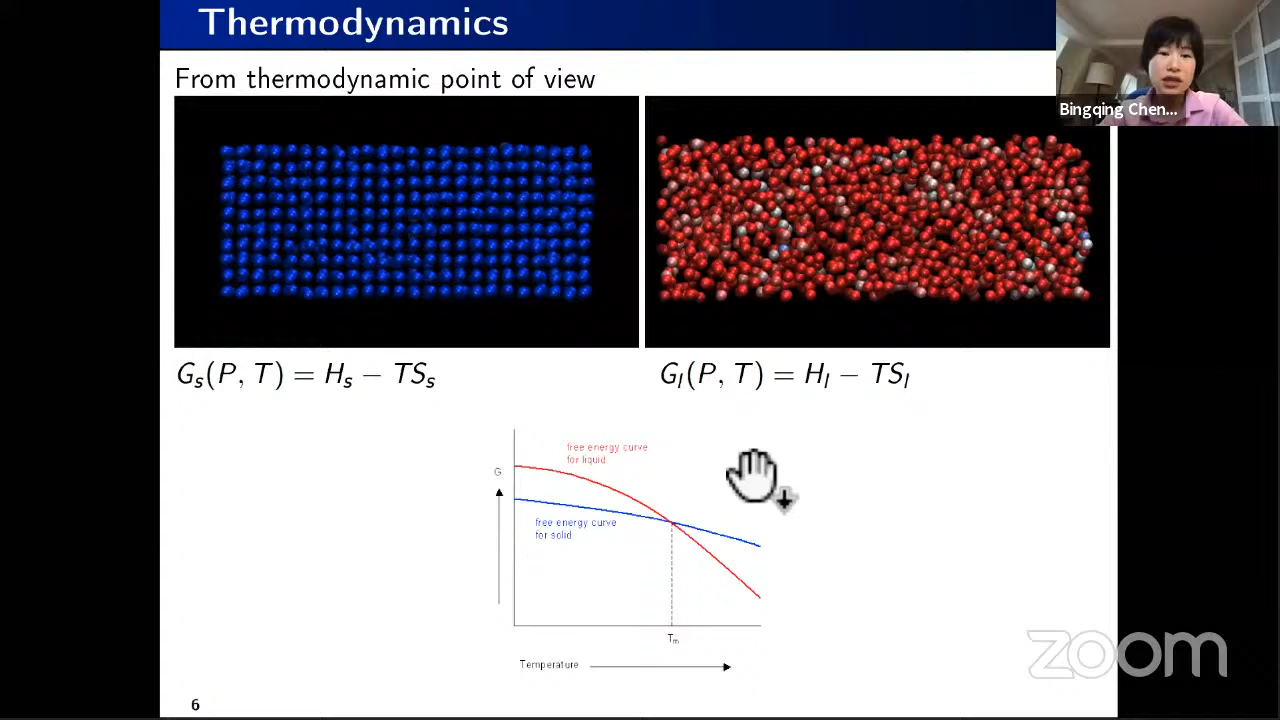 Thermodynamics
From thermodynamic point of view
Bingqing Chen...
Gs(P, T) = Hs − TSs
Gl(P, T) = Hl − TSl
free energy curve
for liquid
G
free energy curve
for solid
Tm
Temperature
zoom
6